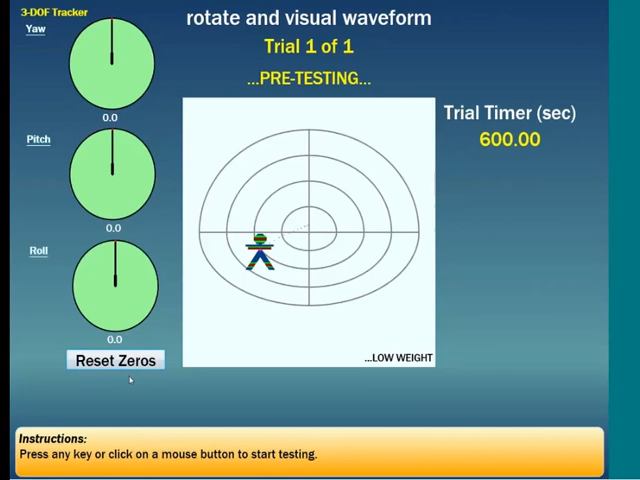 3-DOF Tracker
Yaw
0.0
Pitch
0.0
Roll
0.0
Reset Zeros
rotate and visual waveform
Trial 1 of 1
...PRE-TESTING...
...LOW WEIGHT
Trial Timer (sec)
600.00
Instructions:
Press any key or click on a mouse button to start testing.